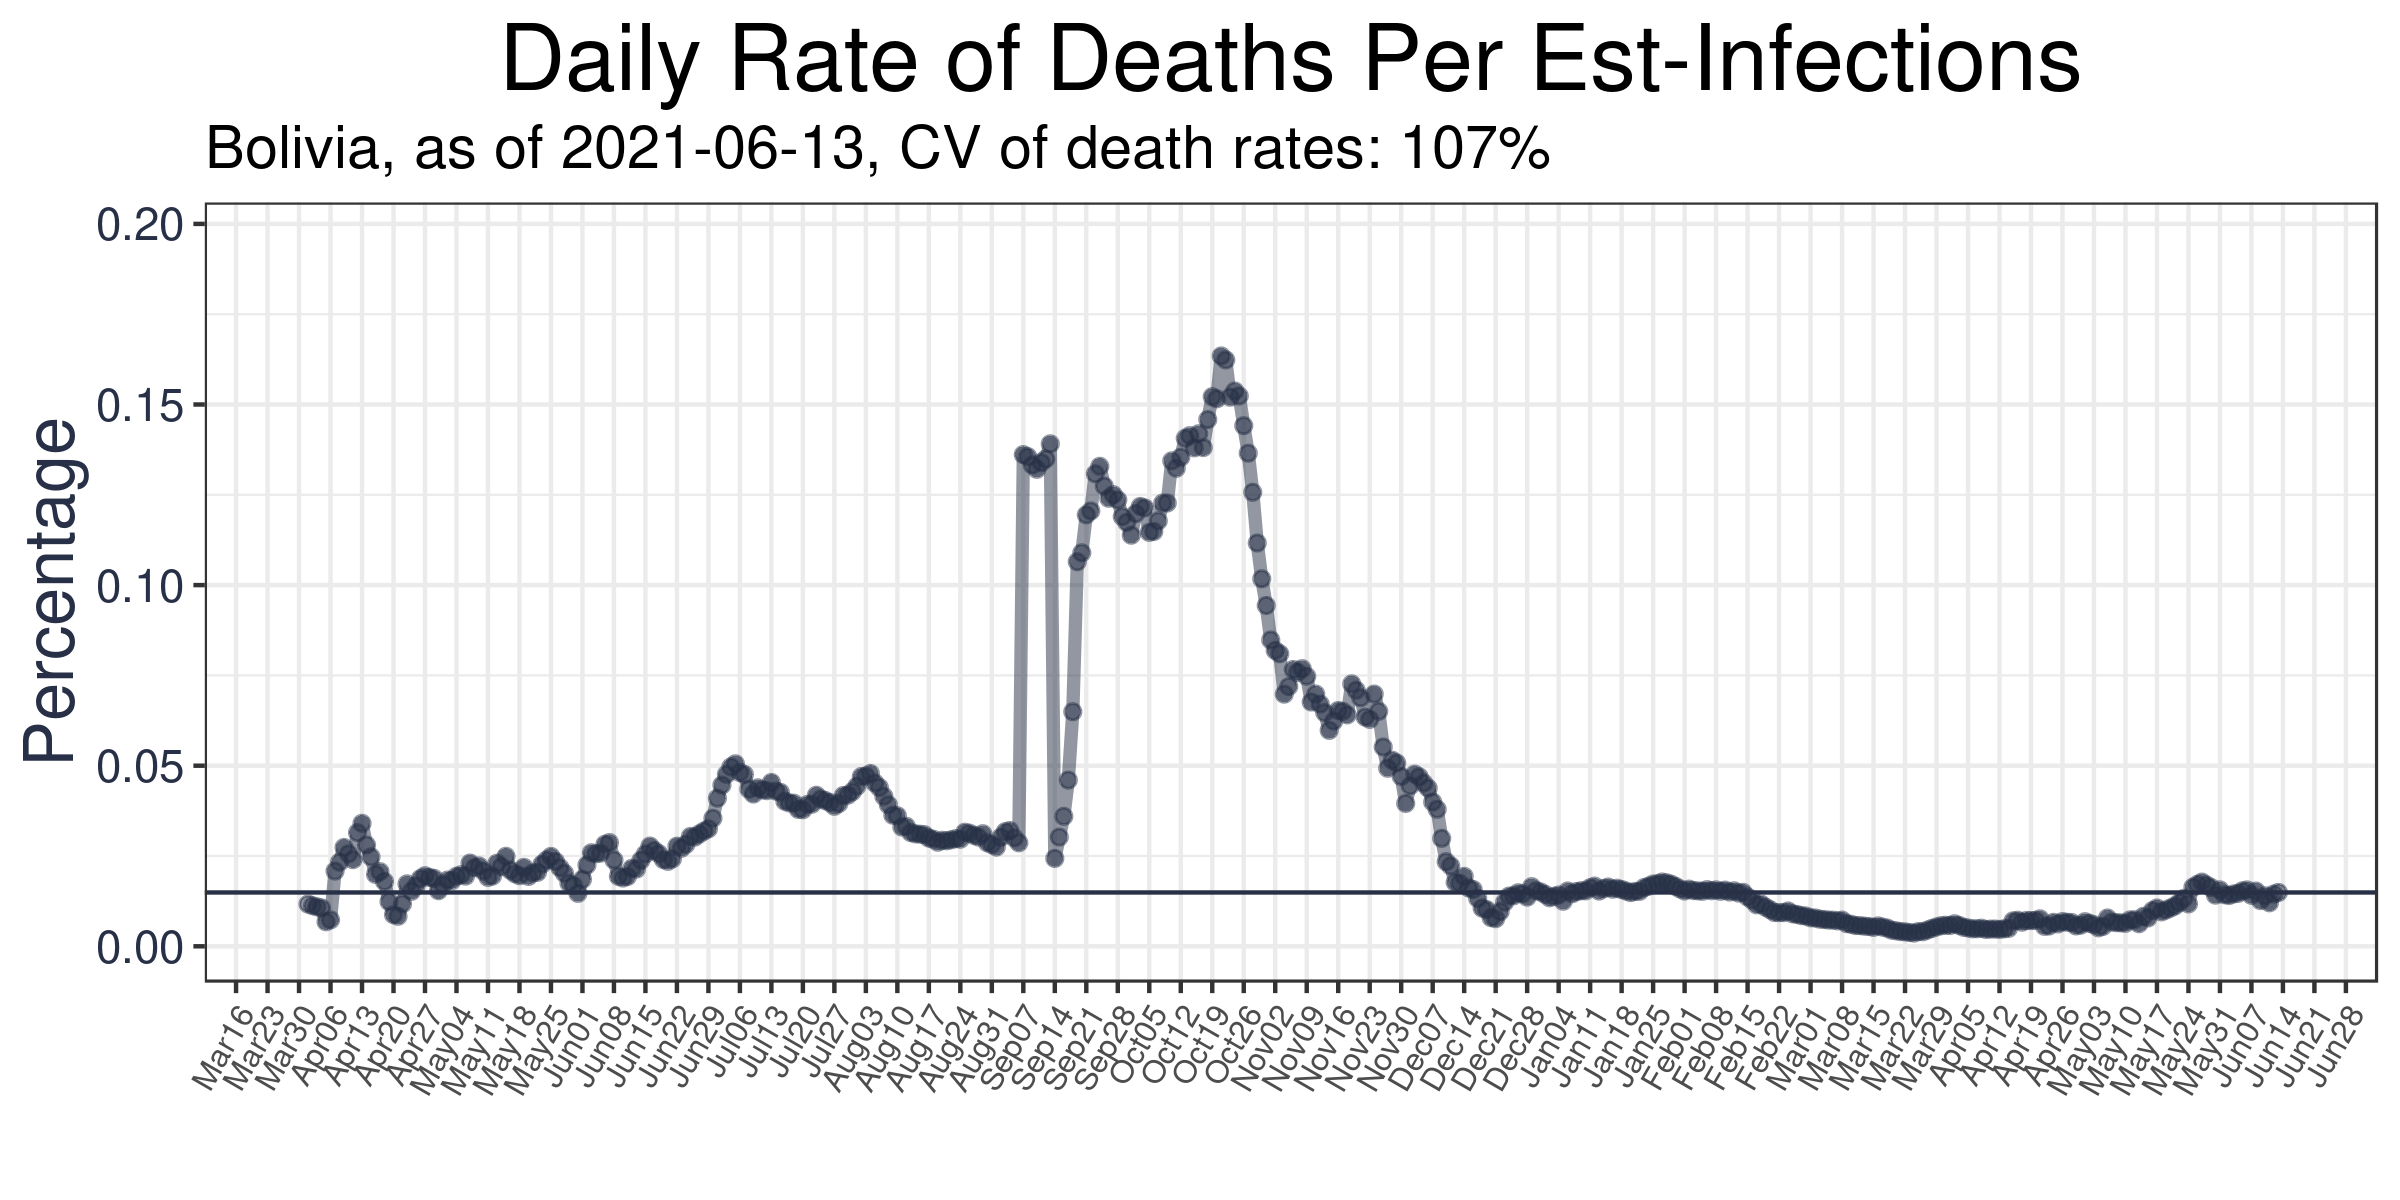 Daily Rate of Deaths Per Est-Infections
Bolivia, as of 2021-06-13, CV of death rates: 107%
Percentage
0.20
0.15
0.10
0.05
0.00
Mar16
Mar23
Mar30
Apr06
Apr13
Apr20
Apr27
May04
May11
May18
May25
Jun01
Jun08
Jun15
Jun22
Jun29
Jul06
Jul13
Jul20
Jul27
Aug03
Aug10
Aug17
Aug24
Aug31
Sep07
Sep14
Sep21
Sep28
Oct05
Oct12
Oct19
Oct26
Nov02
Nov09
Nov16
Nov23
Nov30
Dec07
Dec14
Dec21
Dec28
Jan04
Jan11
Jan18
Jan25
Feb01
Feb08
Feb15
Feb22
Mar01
Mar08
Mar15
Mar22
Mar29
Apr05
Apr12
Apr19
Apr26
May03
May10
May17
May24
May31
Jun07
Jun14
Jun21
Jun28